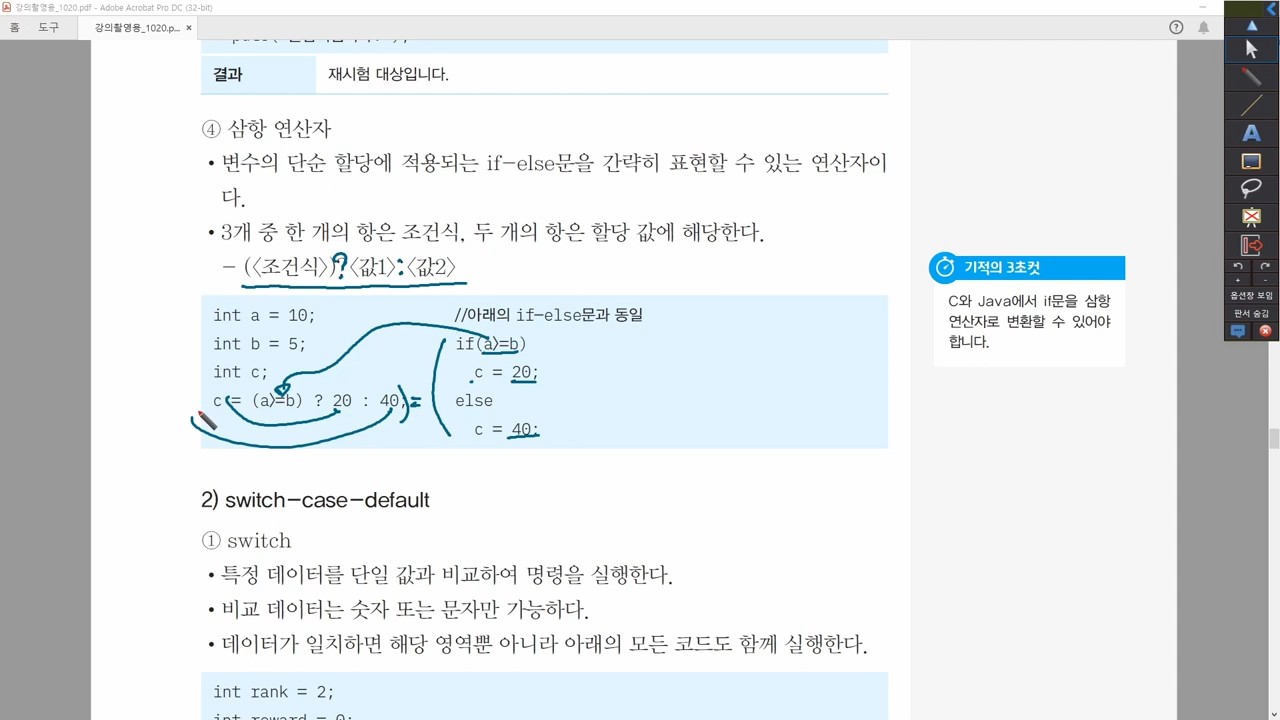 강의촬영용_1020.pdf - Adobe Acrobat Pro DC (32-bit)
홈 도구 강의촬영용_1020.p... ×
결과 재시험 대상입니다.
④ 삼항 연산자
• 변수의 단순 할당에 적용되는 if-else문을 간략히 표현할 수 있는 연산자이
다.
• 3개 중 한 개의 항은 조건식, 두 개의 항은 할당 값에 해당한다.
- (〈조건식〉)?〈값1〉:〈값2〉
int a = 10; //아래의 if-else문과 동일
int b = 5; if(a>=b)
int c; c = 20;
c = (a>=b) ? 20 : 40; = else
c = 40;
기적의 3초컷
C와 Java에서 if문을 삼항
연산자로 변환할 수 있어야
합니다.
2) switch-case-default
① switch
• 특정 데이터를 단일 값과 비교하여 명령을 실행한다.
• 비교 데이터는 숫자 또는 문자만 가능하다.
• 데이터가 일치하면 해당 영역뿐 아니라 아래의 모든 코드도 함께 실행한다.
int rank = 2;
int reward = 0;
A
옵션장 보임
판서 숨김